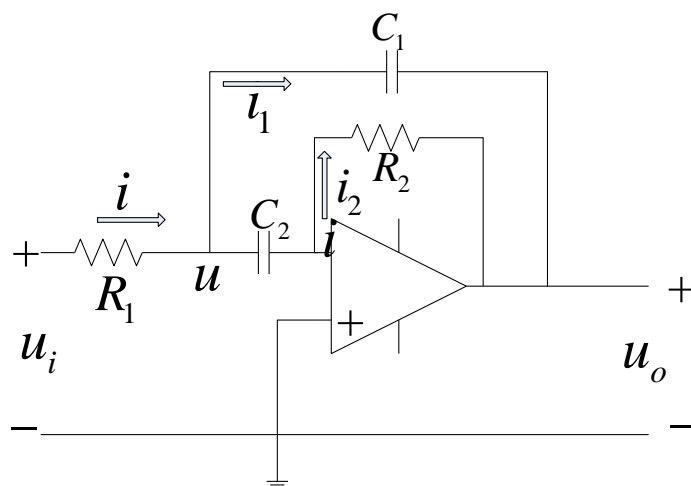 C₁
i₁
R₂
i₂
i
C₂
+
R₁
u
i
+
+
uᵢ
uₒ
−
−